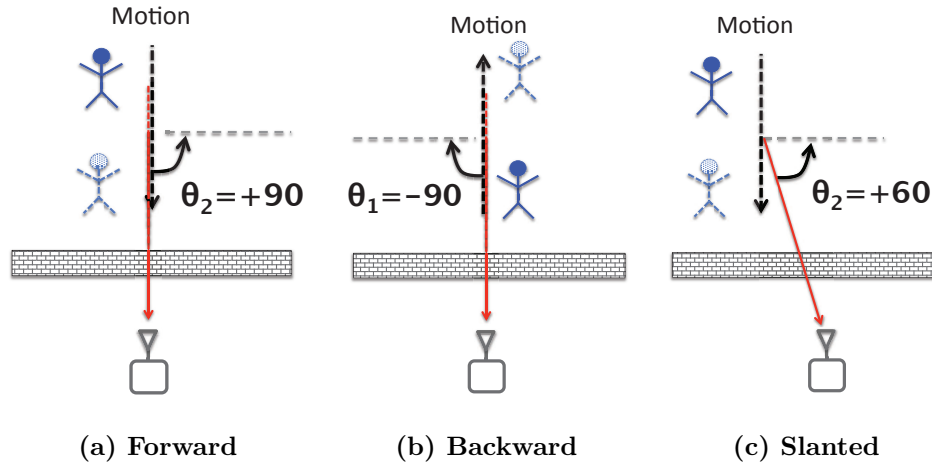 Motion
θ2=+90
(a) Forward
Motion
θ1=–90
(b) Backward
Motion
θ2=+60
(c) Slanted